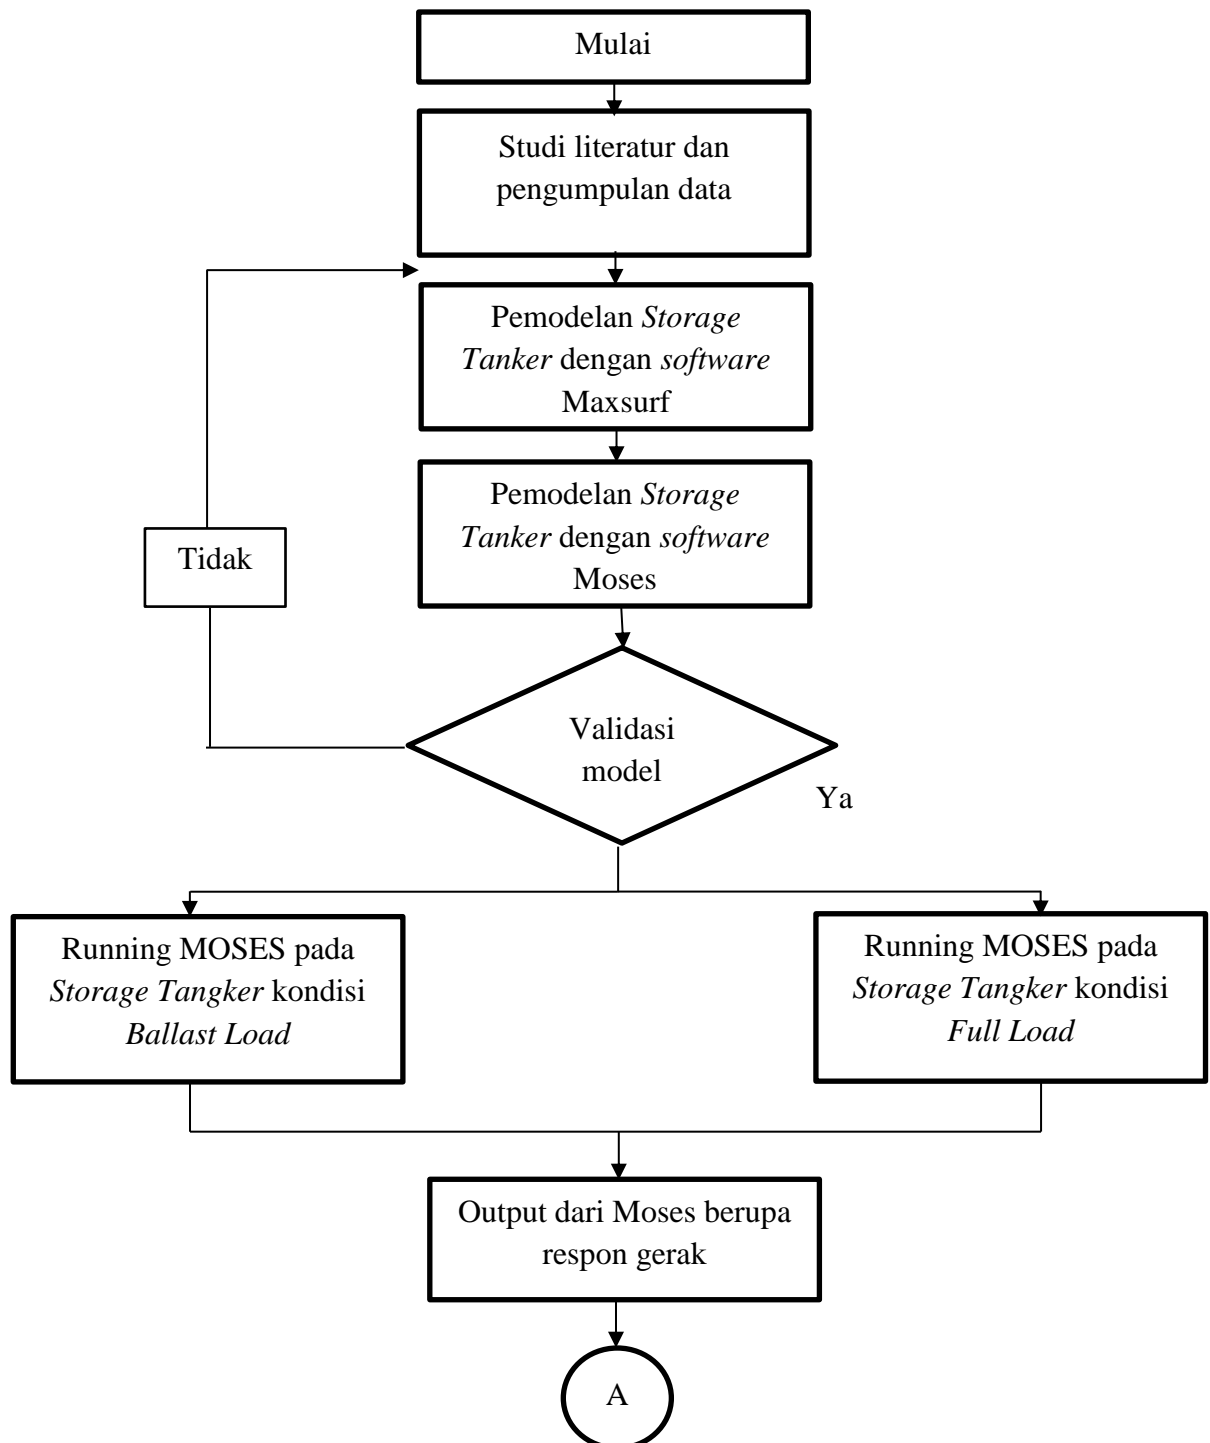 Mulai
Studi literatur dan
pengumpulan data
Pemodelan Storage
Tanker dengan software
Maxsurf
Pemodelan Storage
Tanker dengan software
Moses
Tidak
Validasi
model
Ya
Running MOSES pada
Storage Tangker kondisi
Ballast Load
Running MOSES pada
Storage Tangker kondisi
Full Load
Output dari Moses berupa
respon gerak
A